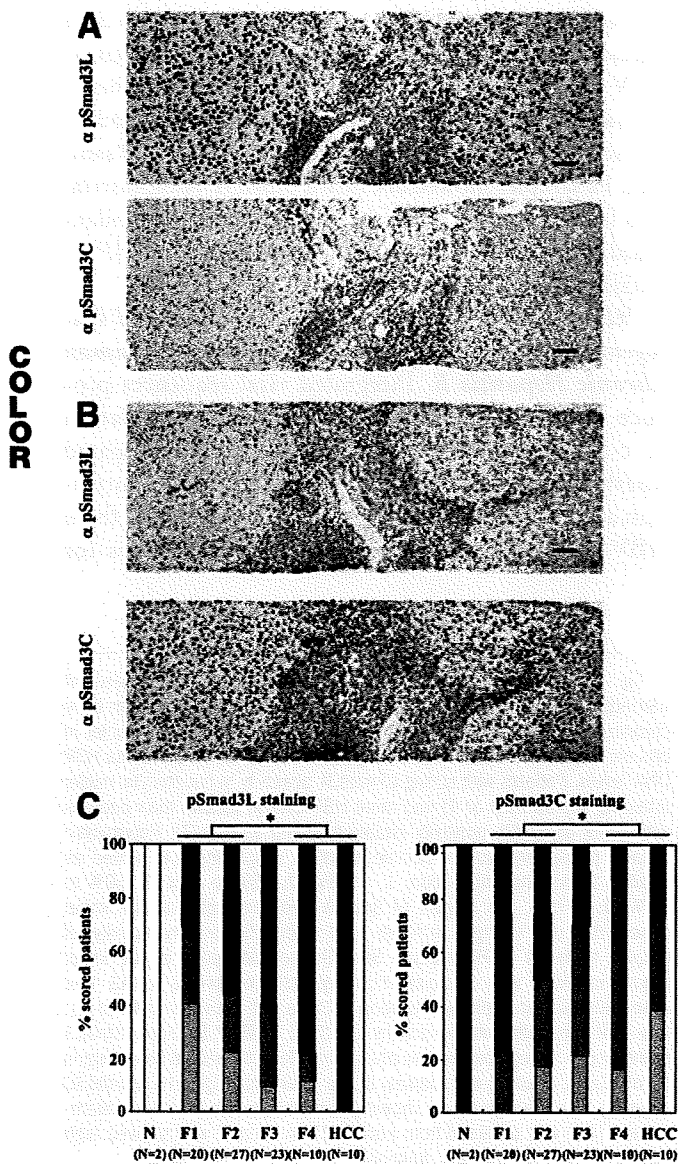 A
α pSmad3L
α pSmad3C
COLOR
B
α pSmad3L
α pSmad3C
C
pSmad3L staining
*
% scored patients
100
80
60
40
20
0
N F1 F2 F3 F4 HCC
(N=2) (N=20) (N=27) (N=23) (N=10) (N=10)
pSmad3C staining
*
% scored patients
100
80
60
40
20
0
N F1 F2 F3 F4 HCC
(N=2) (N=20) (N=27) (N=23) (N=10) (N=10)